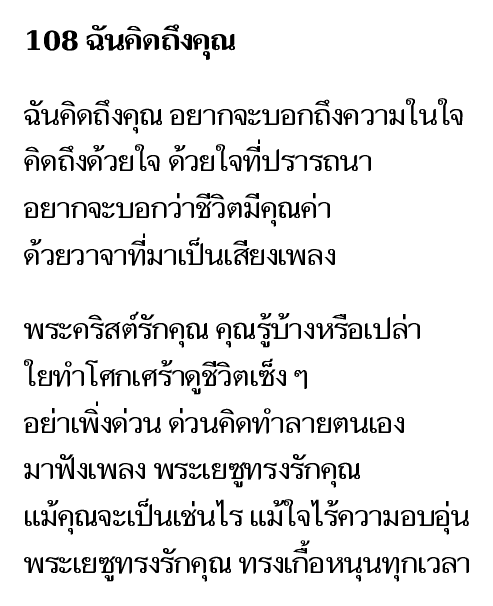 108 ฉันคิดถึงคุณ
ฉันคิดถึงคุณ อยากจะบอกถึงความในใจ
คิดถึงด้วยใจ ด้วยใจที่ปรารถนา
อยากจะบอกว่าชีวิตมีคุณค่า
ด้วยวาจาที่มาเป็นเสียงเพลง
พระคริสต์รักคุณ คุณรู้บ้างหรือเปล่า
ใยทำโศกเศร้าดูชีวิตเซ็ง ๆ
อย่าเพิ่งด่วน ด่วนคิดทำลายตนเอง
มาฟังเพลง พระเยซูทรงรักคุณ
แม้คุณจะเป็นเช่นไร แม้ใจไร้ความอบอุ่น
พระเยซูทรงรักคุณ ทรงเกื้อหนุนทุกเวลา